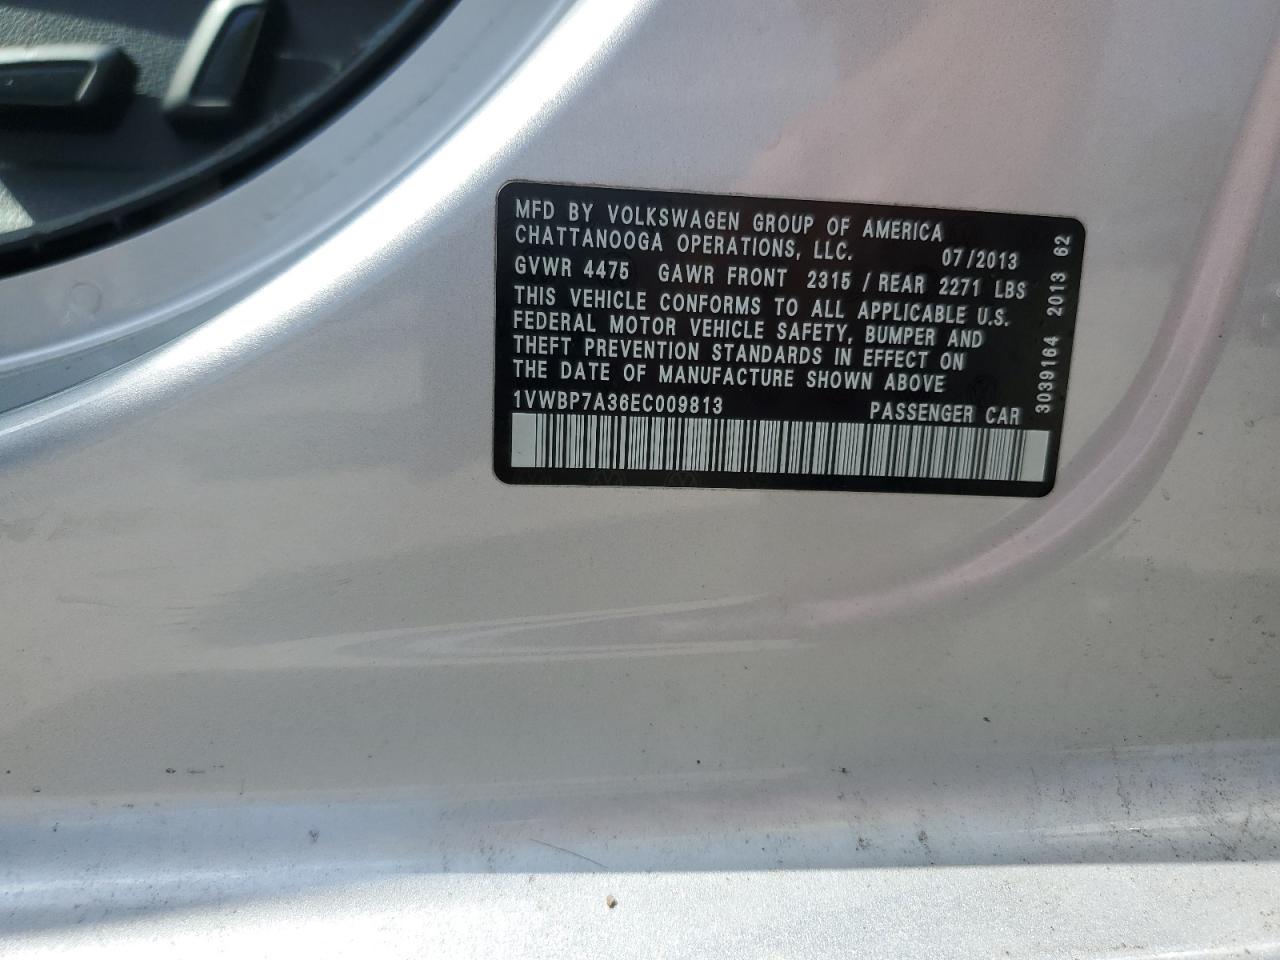 MFD BY VOLKSWAGEN GROUP OF AMERICA
CHATTANOOGA OPERATIONS, LLC. 07/2013
GVWR 4475 GAWR FRONT 2315 / REAR 2271 LBS
THIS VEHICLE CONFORMS TO ALL APPLICABLE U.S.
FEDERAL MOTOR VEHICLE SAFETY, BUMPER AND
THEFT PREVENTION STANDARDS IN EFFECT ON
THE DATE OF MANUFACTURE SHOWN ABOVE
1VWBP7A36EC009813 PASSENGER CAR
3039164 2013 62